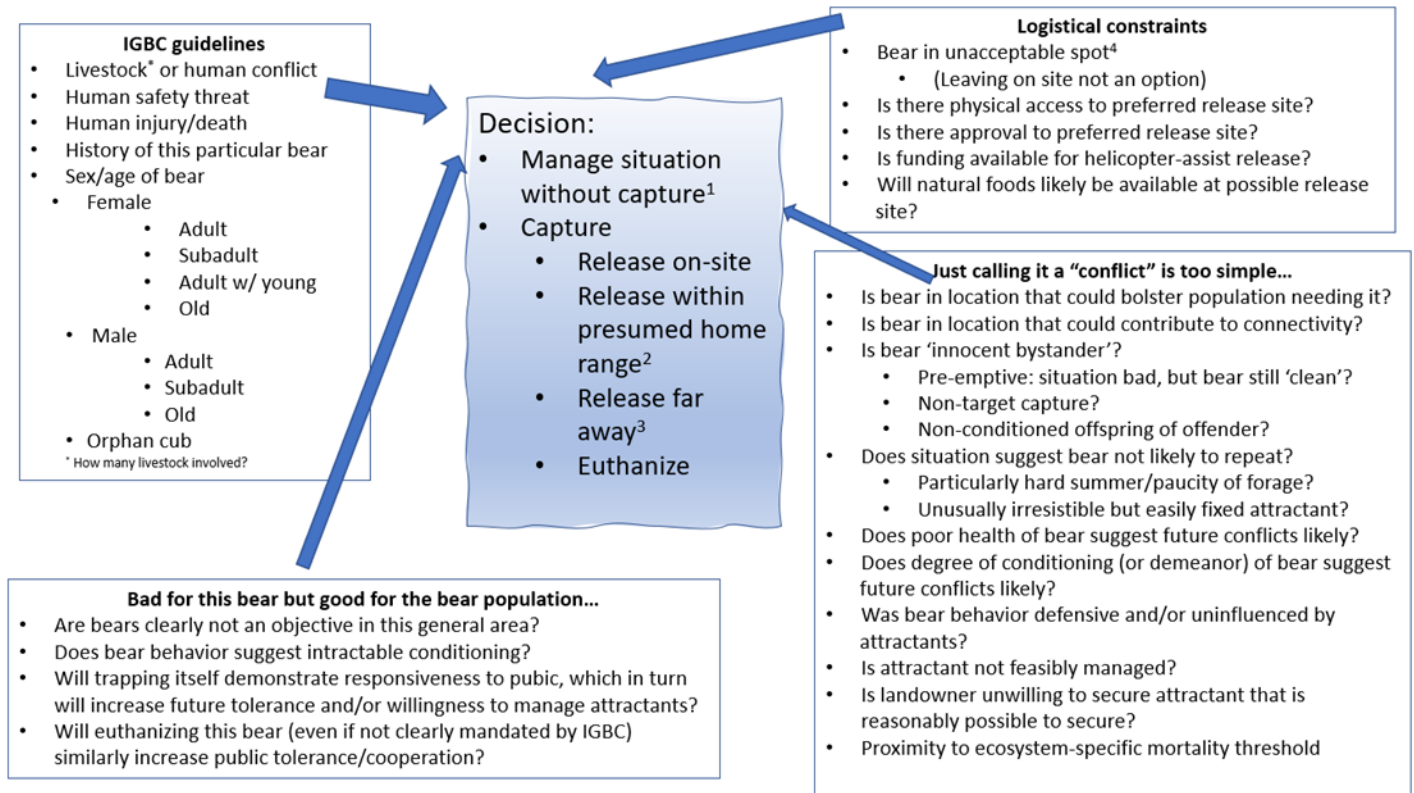 IGBC guidelines
• Livestock* or human conflict
• Human safety threat
• Human injury/death
• History of this particular bear
• Sex/age of bear
• Female
• Adult
• Subadult
• Adult w/ young
• Old
• Male
• Adult
• Subadult
• Old
• Orphan cub
* How many livestock involved?
Decision:
• Manage situation
without capture¹
• Capture
• Release on-site
• Release within
presumed home
range²
• Release far
away³
• Euthanize
Logistical constraints
• Bear in unacceptable spot⁴
• (Leaving on site not an option)
• Is there physical access to preferred release site?
• Is there approval to preferred release site?
• Is funding available for helicopter-assist release?
• Will natural foods likely be available at possible release
site?
Just calling it a “conflict” is too simple…
• Is bear in location that could bolster population needing it?
• Is bear in location that could contribute to connectivity?
• Is bear ‘innocent bystander’?
• Pre-emptive: situation bad, but bear still ‘clean’?
• Non-target capture?
• Non-conditioned offspring of offender?
• Does situation suggest bear not likely to repeat?
• Particularly hard summer/paucity of forage?
• Unusually irresistible but easily fixed attractant?
• Does poor health of bear suggest future conflicts likely?
• Does degree of conditioning (or demeanor) of bear suggest
future conflicts likely?
• Was bear behavior defensive and/or uninfluenced by
attractants?
• Is attractant not feasibly managed?
• Is landowner unwilling to secure attractant that is
reasonably possible to secure?
• Proximity to ecosystem-specific mortality threshold
Bad for this bear but good for the bear population…
• Are bears clearly not an objective in this general area?
• Does bear behavior suggest intractable conditioning?
• Will trapping itself demonstrate responsiveness to pubic, which in turn
will increase future tolerance and/or willingness to manage attractants?
• Will euthanizing this bear (even if not clearly mandated by IGBC)
similarly increase public tolerance/cooperation?